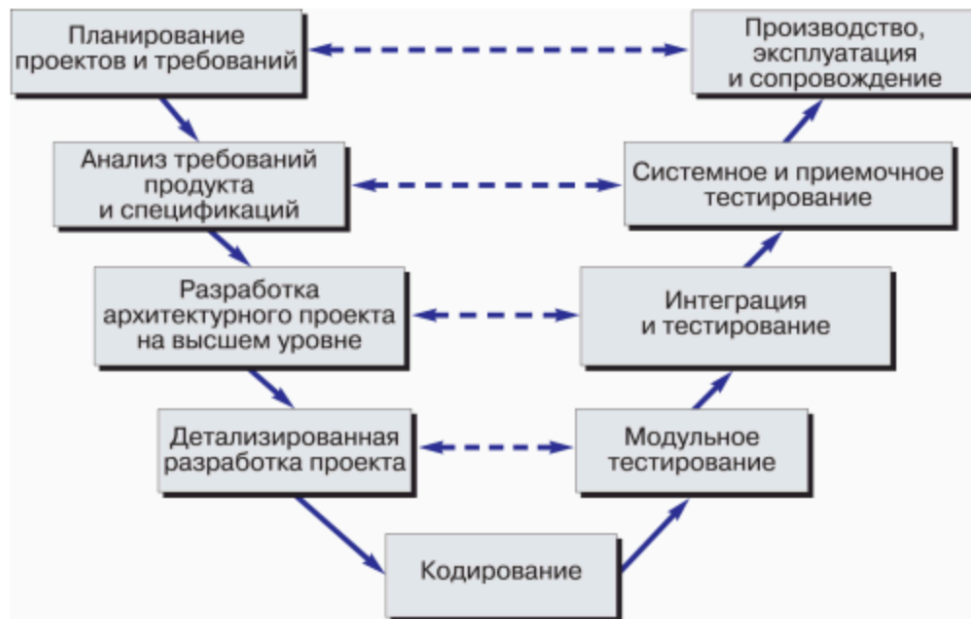 Планирование
проектов и требований
Производство,
эксплуатация
и сопровождение
Анализ требований
продукта
и спецификаций
Системное и приемочное
тестирование
Разработка
архитектурного проекта
на высшем уровне
Интеграция
и тестирование
Детализированная
разработка проекта
Модульное
тестирование
Кодирование